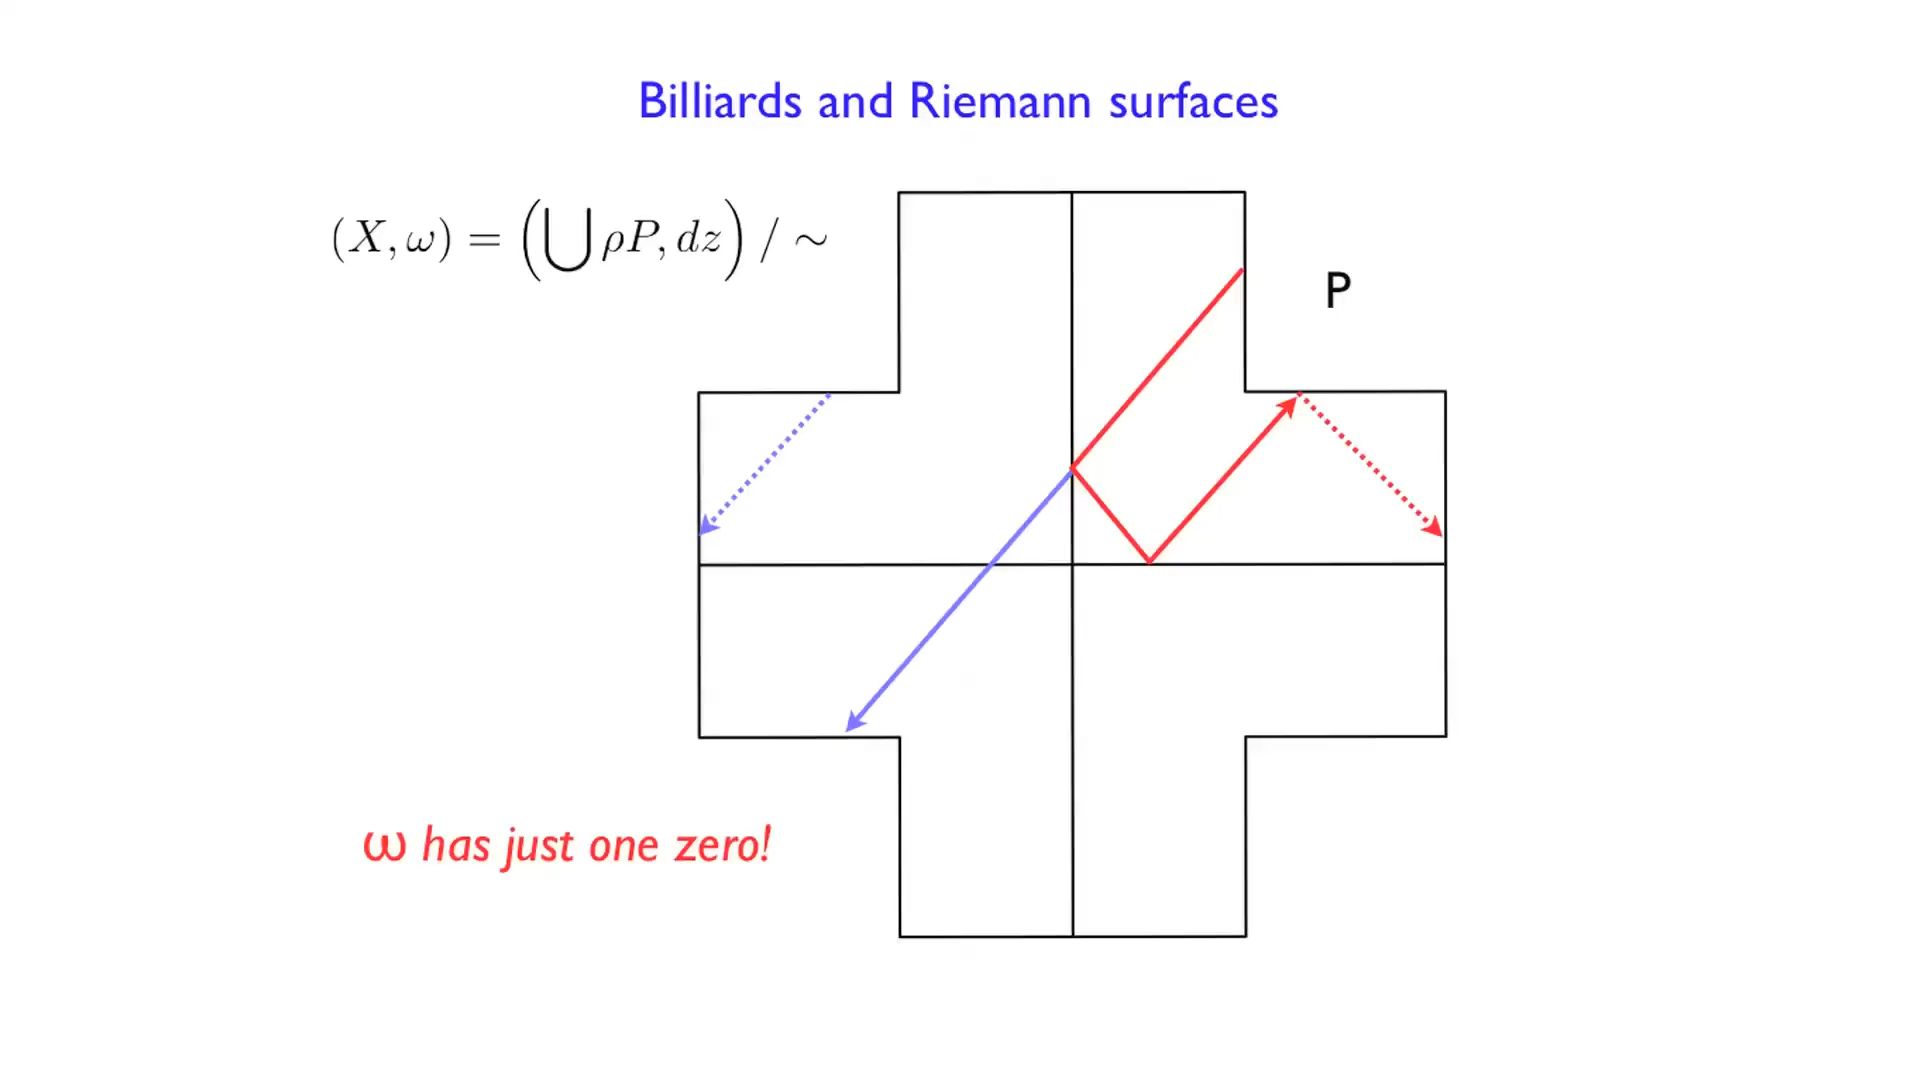 Billiards and Riemann surfaces
(X, ω) = (⋃ ρP, dz) / ∼
P
ω has just one zero!